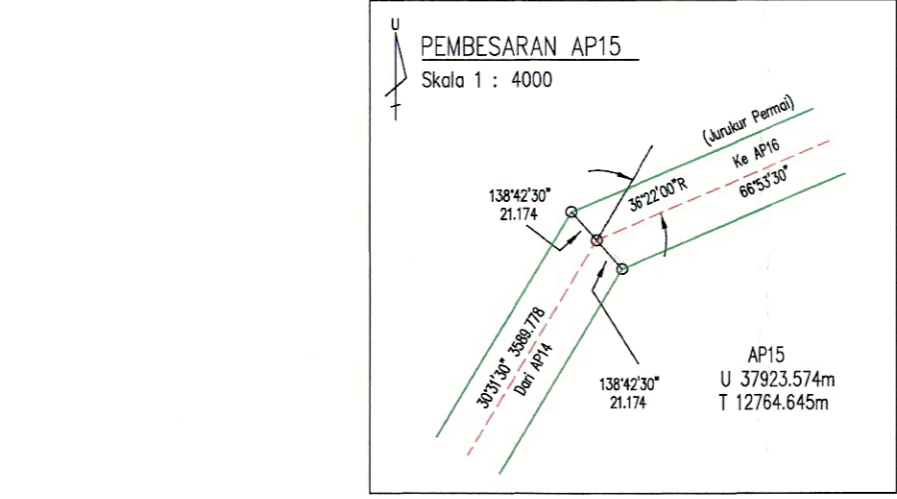 U
PEMBESARAN AP15
Skala 1 : 4000
(Jurukur Permai)
Ke AP16
36°22'00"R
66°53'30"
138°42'30"
21.174
30°31'30" 3589.778
Dari AP14
138°42'30"
21.174
AP15
U 37923.574m
T 12764.645m